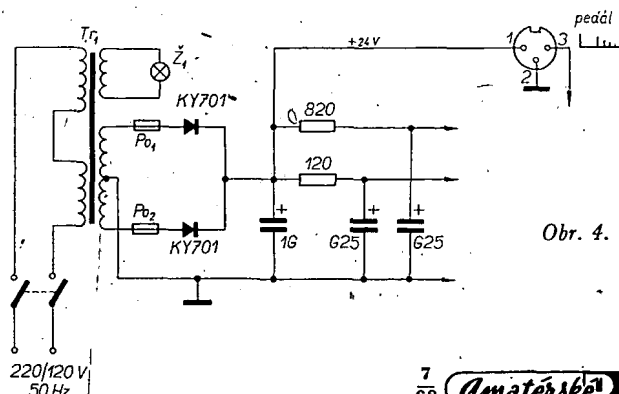 Tr1
Ž1
KY701
Po1
Po2
KY701
+24V
820
120
1G
G25
G25
1
3
2
pedál
Obr. 4.
220/120 V
50 Hz
7
Amatérské